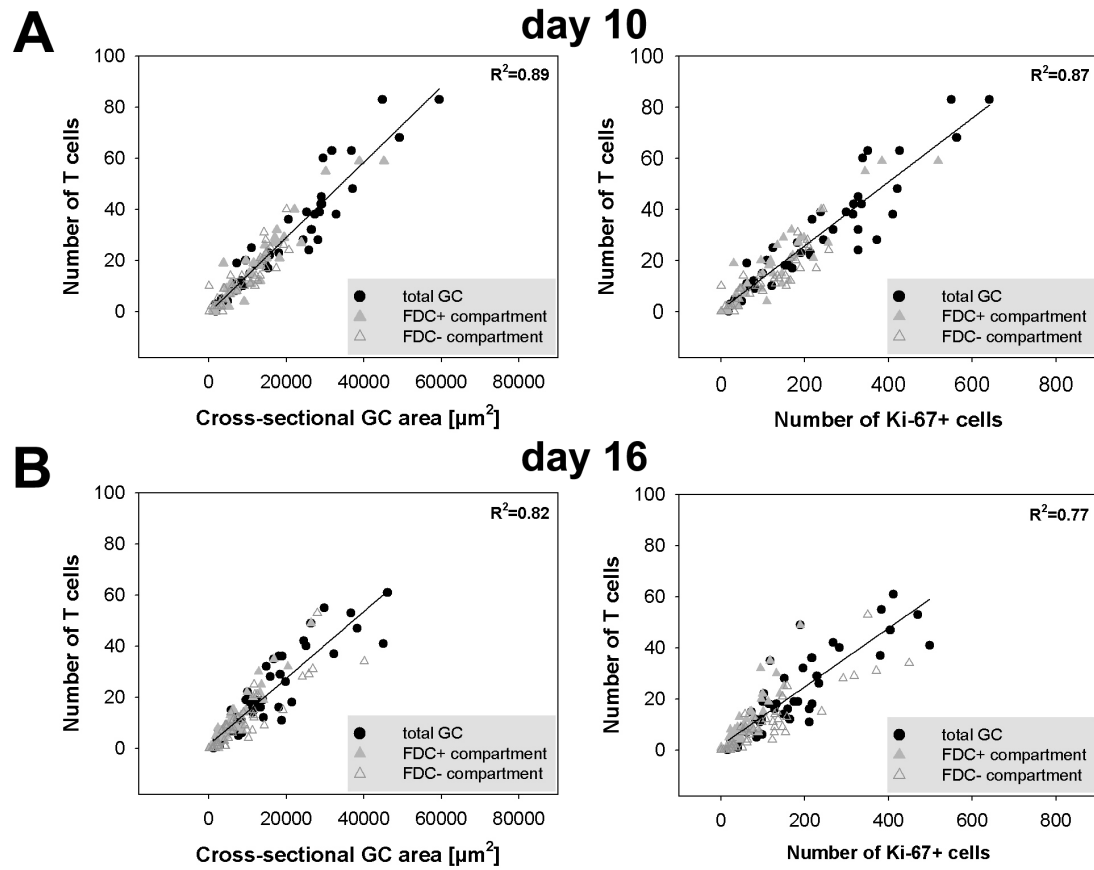 A
day 10
100
80
60
40
20
0
Number of T cells
R²=0.89
total GC
FDC+ compartment
FDC- compartment
0 20000 40000 60000 80000
Cross-sectional GC area [µm²]
100
80
60
40
20
0
Number of T cells
R²=0.87
total GC
FDC+ compartment
FDC- compartment
0 200 400 600 800
Number of Ki-67+ cells
B
day 16
100
80
60
40
20
0
Number of T cells
R²=0.82
total GC
FDC+ compartment
FDC- compartment
0 20000 40000 60000 80000
Cross-sectional GC area [µm²]
100
80
60
40
20
0
Number of T cells
R²=0.77
total GC
FDC+ compartment
FDC- compartment
0 200 400 600 800
Number of Ki-67+ cells